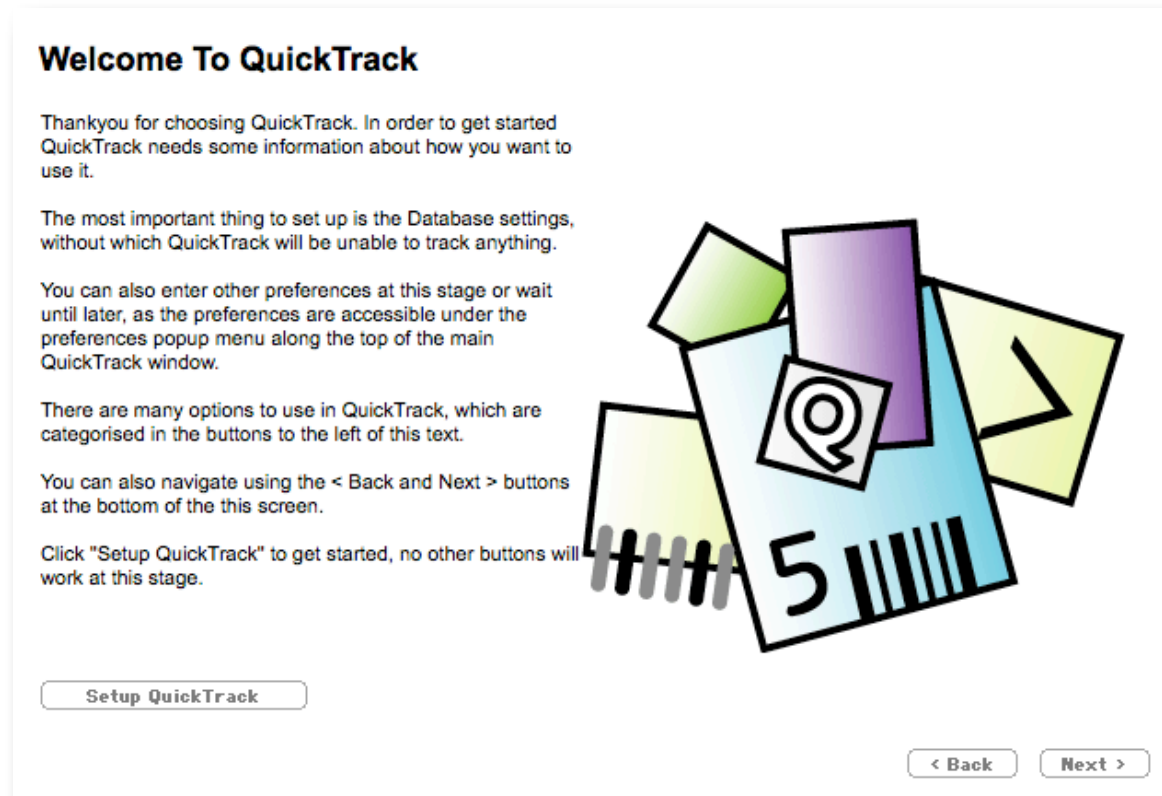 Welcome To QuickTrack
Thankyou for choosing QuickTrack. In order to get started
QuickTrack needs some information about how you want to
use it.
The most important thing to set up is the Database settings,
without which QuickTrack will be unable to track anything.
You can also enter other preferences at this stage or wait
until later, as the preferences are accessible under the
preferences popup menu along the top of the main
QuickTrack window.
There are many options to use in QuickTrack, which are
categorised in the buttons to the left of this text.
You can also navigate using the < Back and Next > buttons
at the bottom of the this screen.
Click "Setup QuickTrack" to get started, no other buttons will
work at this stage.
Q
5
Setup QuickTrack
< Back
Next >